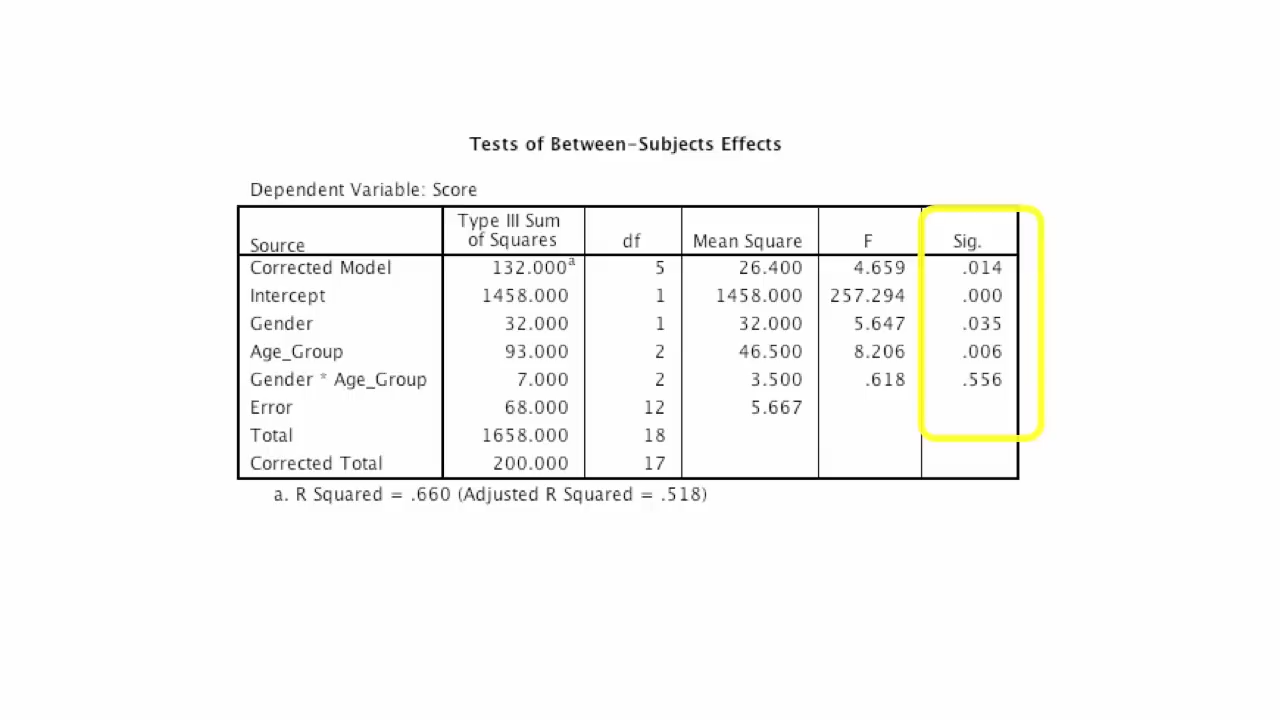 Tests of Between-Subjects Effects
Dependent Variable: Score
Source Type III Sum of Squares df Mean Square F Sig.
Corrected Model 132.000a 5 26.400 4.659 .014
Intercept 1458.000 1 1458.000 257.294 .000
Gender 32.000 1 32.000 5.647 .035
Age_Group 93.000 2 46.500 8.206 .006
Gender * Age_Group 7.000 2 3.500 .618 .556
Error 68.000 12 5.667
Total 1658.000 18
Corrected Total 200.000 17
a. R Squared = .660 (Adjusted R Squared = .518)